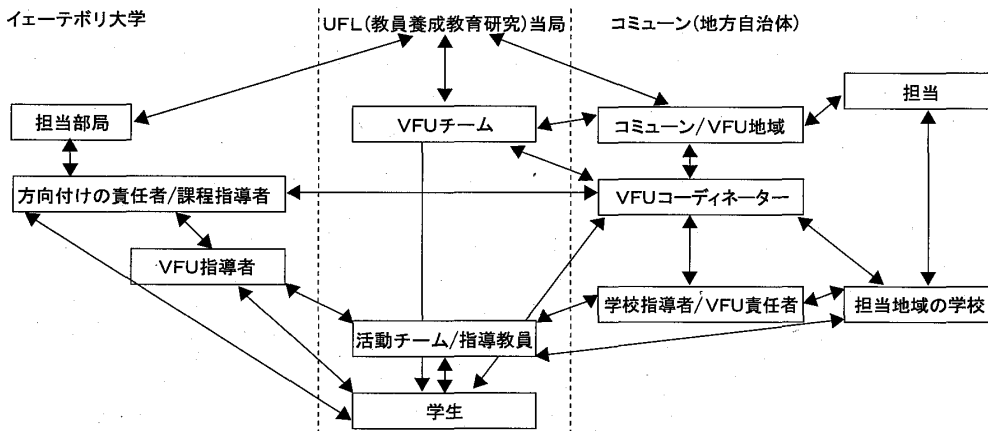 イェーテボリ大学
UFL(教員養成教育研究)当局
コミューン(地方自治体)
担当
担当部局
VFUチーム
コミューン/VFU地域
方向付けの責任者/課程指導者
VFUコーディネーター
VFU指導者
学校指導者/VFU責任者
担当地域の学校
活動チーム/指導教員
学生